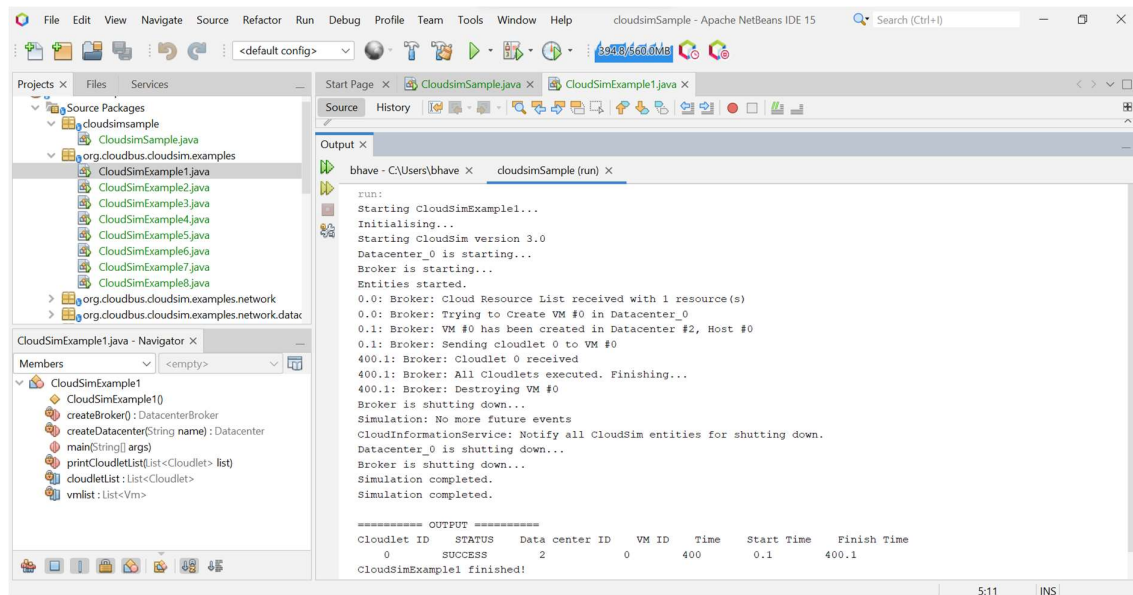 File Edit View Navigate Source Refactor Run Debug Profile Team Tools Window Help cloudsimSample - Apache NetBeans IDE 15 Search (Ctrl+I)
<default config> 394.8/560.0MB
Projects Files Services
Source Packages
cloudsimsample
CloudsimSample.java
org.cloudbus.cloudsim.examples
CloudSimExample1.java
CloudSimExample2.java
CloudSimExample3.java
CloudSimExample4.java
CloudSimExample5.java
CloudSimExample6.java
CloudSimExample7.java
CloudSimExample8.java
org.cloudbus.cloudsim.examples.network
org.cloudbus.cloudsim.examples.network.datac
CloudSimExample1.java - Navigator
Members <empty>
CloudSimExample1
CloudSimExample1()
createBroker() : DatacenterBroker
createDatacenter(String name) : Datacenter
main(String[] args)
printCloudletList(List<Cloudlet> list)
cloudletList : List<Cloudlet>
vmlist : List<Vm>
Start Page CloudsimSample.java CloudSimExample1.java
Source History
Output
bhave - C:\Users\bhave cloudsimSample (run)
run:
Starting CloudSimExample1...
Initialising...
Starting CloudSim version 3.0
Datacenter_0 is starting...
Broker is starting...
Entities started.
0.0: Broker: Cloud Resource List received with 1 resource(s)
0.0: Broker: Trying to Create VM #0 in Datacenter_0
0.1: Broker: VM #0 has been created in Datacenter #2, Host #0
0.1: Broker: Sending cloudlet 0 to VM #0
400.1: Broker: Cloudlet 0 received
400.1: Broker: All Cloudlets executed. Finishing...
400.1: Broker: Destroying VM #0
Broker is shutting down...
Simulation: No more future events
CloudInformationService: Notify all CloudSim entities for shutting down.
Datacenter_0 is shutting down...
Broker is shutting down...
Simulation completed.
Simulation completed.
========== OUTPUT ==========
Cloudlet ID STATUS Data center ID VM ID Time Start Time Finish Time
0 SUCCESS 2 0 400 0.1 400.1
CloudSimExample1 finished!
5:11 INS